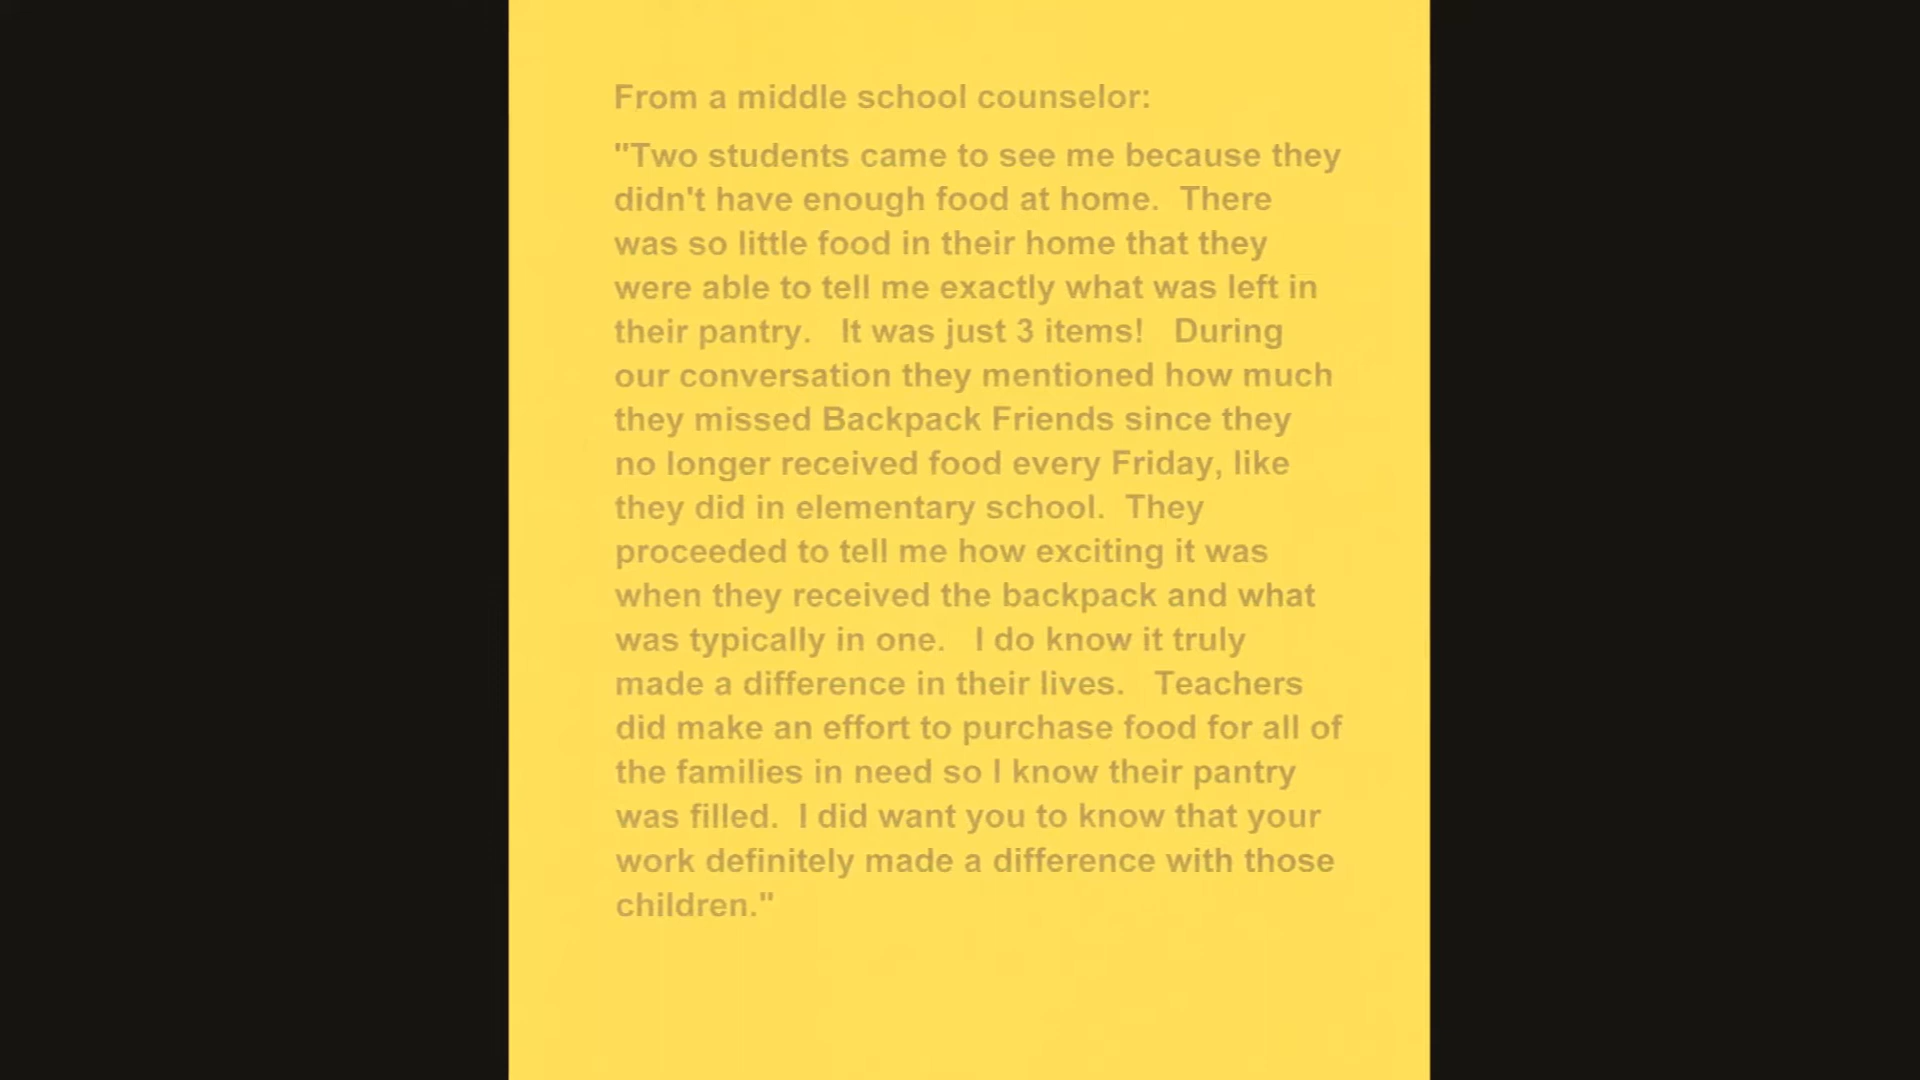 From a middle school counselor:
"Two students came to see me because they
didn't have enough food at home.  There
was so little food in their home that they
were able to tell me exactly what was left in
their pantry.   It was just 3 items!   During
our conversation they mentioned how much
they missed Backpack Friends since they
no longer received food every Friday, like
they did in elementary school.  They
proceeded to tell me how exciting it was
when they received the backpack and what
was typically in one.   I do know it truly
made a difference in their lives.   Teachers
did make an effort to purchase food for all of
the families in need so I know their pantry
was filled.  I did want you to know that your
work definitely made a difference with those
children."